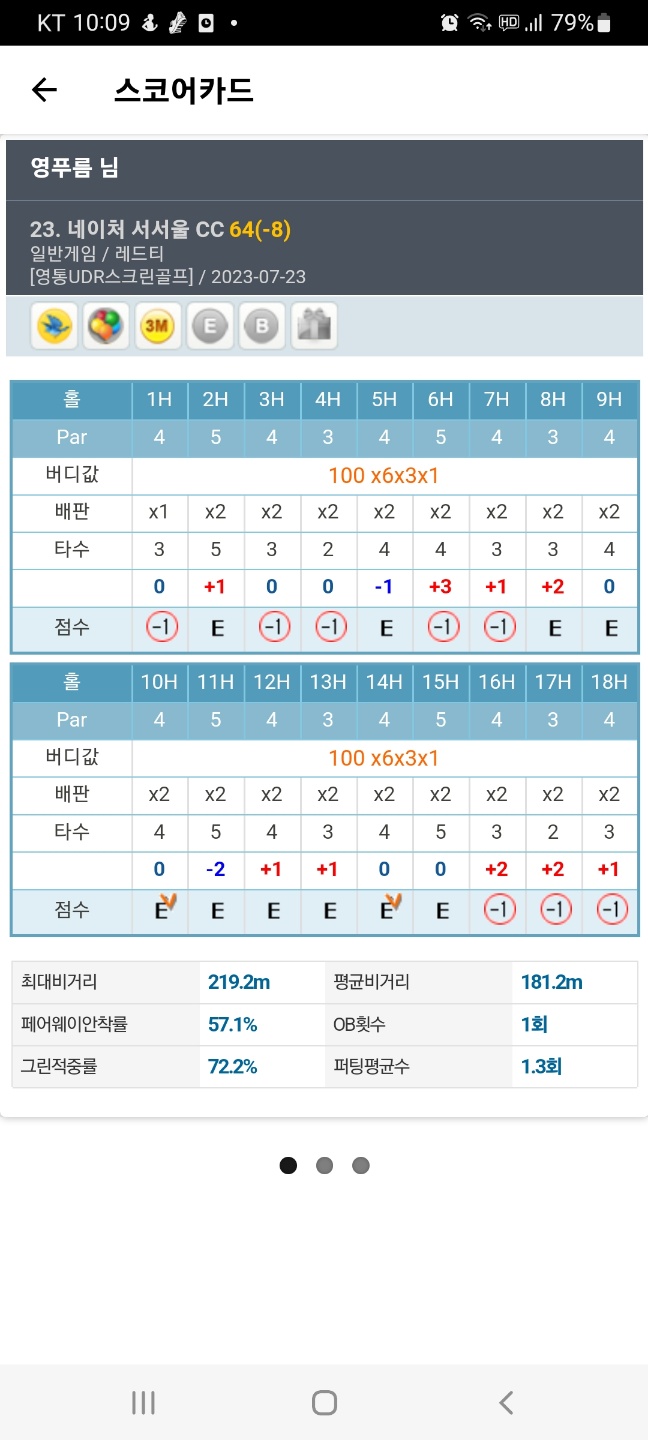 KT 10:09 HD 79%
스코어카드
영푸름 님
23. 네이처 서서울 CC 64(-8)
일반게임 / 레드티
[영통UDR스크린골프] / 2023-07-23
3M E B
홀 1H 2H 3H 4H 5H 6H 7H 8H 9H
Par 4 5 4 3 4 5 4 3 4
버디값 100 x6x3x1
배판 x1 x2 x2 x2 x2 x2 x2 x2 x2
타수 3 5 3 2 4 4 3 3 4
0 +1 0 0 -1 +3 +1 +2 0
점수 -1 E -1 -1 E -1 -1 E E
홀 10H 11H 12H 13H 14H 15H 16H 17H 18H
Par 4 5 4 3 4 5 4 3 4
버디값 100 x6x3x1
배판 x2 x2 x2 x2 x2 x2 x2 x2 x2
타수 4 5 4 3 4 5 3 2 3
0 -2 +1 +1 0 0 +2 +2 +1
점수 E E E E E E -1 -1 -1
최대비거리 219.2m 평균비거리 181.2m
페어웨이안착률 57.1% OB횟수 1회
그린적중률 72.2% 퍼팅평균수 1.3회